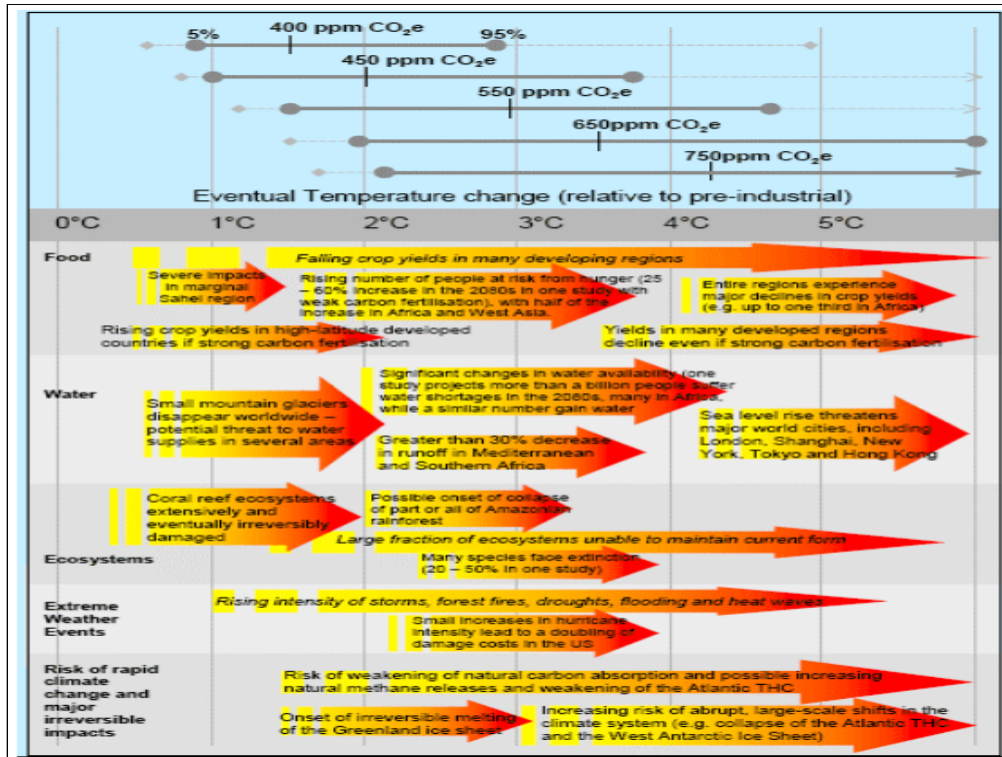 5%
400 ppm CO₂e
95%
450 ppm CO₂e
550 ppm CO₂e
650ppm CO₂e
750ppm CO₂e
Eventual Temperature change (relative to pre-industrial)
0°C 1°C 2°C 3°C 4°C 5°C
Food
Falling crop yields in many developing regions
Severe impacts
in marginal
Sahel region
Rising number of people at risk from hunger (25
– 60% increase in the 2080s in one study with
weak carbon fertilisation), with half of the
increase in Africa and West Asia.
Entire regions experience
major declines in crop yields
(e.g. up to one third in Africa)
Rising crop yields in high-latitude developed
countries if strong carbon fertilisation
Yields in many developed regions
decline even if strong carbon fertilisation
Water
Small mountain glaciers
disappear worldwide –
potential threat to water
supplies in several areas
Significant changes in water availability (one
study projects more than a billion people suffer
water shortages in the 2080s, many in Africa,
while a similar number gain water
Greater than 30% decrease
in runoff in Mediterranean
and Southern Africa
Sea level rise threatens
major world cities, including
London, Shanghai, New
York, Tokyo and Hong Kong
Ecosystems
Coral reef ecosystems
extensively and
eventually irreversibly
damaged
Possible onset of collapse
of part or all of Amazonian
rainforest
Large fraction of ecosystems unable to maintain current form
Many species face extinction
(20 – 50% in one study)
Extreme
Weather
Events
Rising intensity of storms, forest fires, droughts, flooding and heat waves
Small increases in hurricane
intensity lead to a doubling of
damage costs in the US
Risk of rapid
climate
change and
major
irreversible
impacts
Risk of weakening of natural carbon absorption and possible increasing
natural methane releases and weakening of the Atlantic THC
Onset of irreversible melting
of the Greenland ice sheet
Increasing risk of abrupt, large-scale shifts in the
climate system (e.g. collapse of the Atlantic THC
and the West Antarctic Ice Sheet)